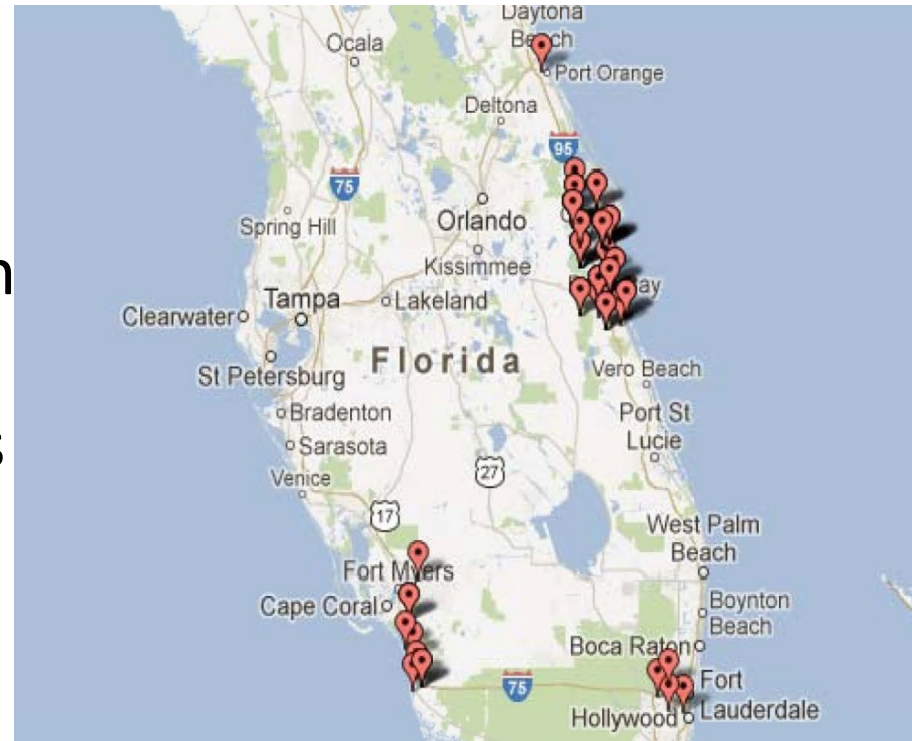 Daytona
Beach
Ocala
Port Orange
Deltona
95
75
Orlando
Spring Hill
Kissimmee
n
Tampa
Lakeland
ay
Clearwater
Florida
St Petersburg
Vero Beach
Bradenton
Port St
Lucie
s
Sarasota
Venice
27
17
West Palm
Beach
Fort Myers
Cape Coral
Boynton
Beach
Boca Raton
75
Fort
Lauderdale
Hollywood